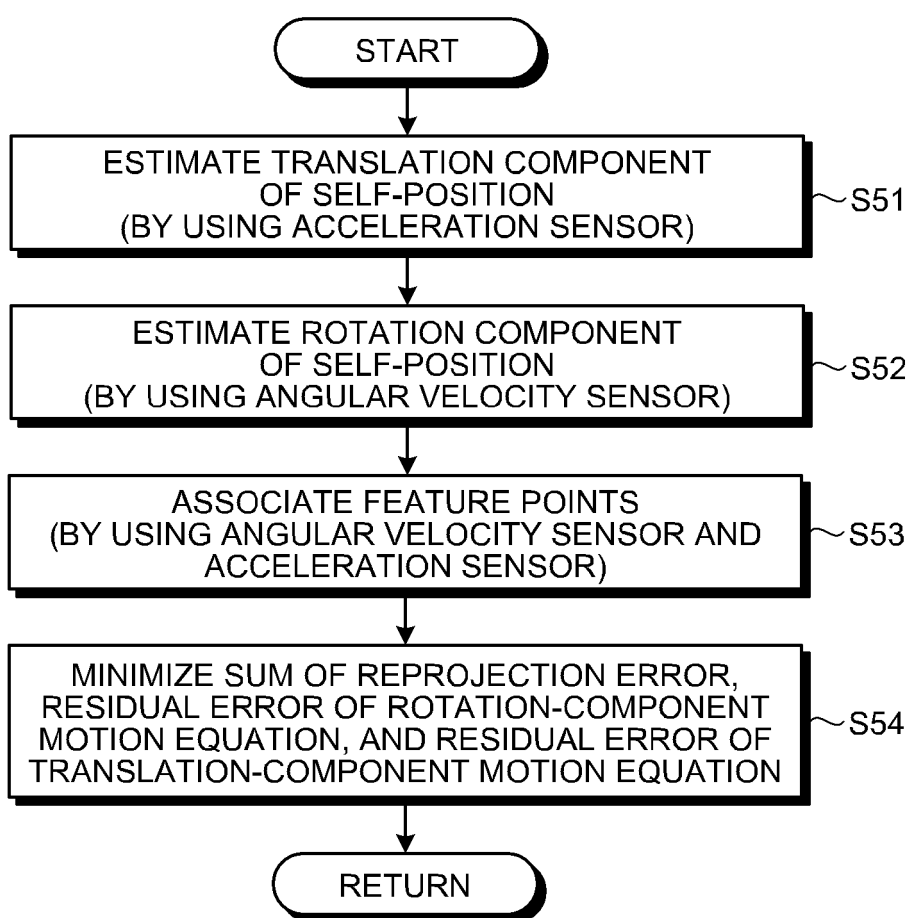 START
ESTIMATE TRANSLATION COMPONENT
OF SELF-POSITION
(BY USING ACCELERATION SENSOR)
S51
ESTIMATE ROTATION COMPONENT
OF SELF-POSITION
(BY USING ANGULAR VELOCITY SENSOR)
S52
ASSOCIATE FEATURE POINTS
(BY USING ANGULAR VELOCITY SENSOR AND
ACCELERATION SENSOR)
S53
MINIMIZE SUM OF REPROJECTION ERROR,
RESIDUAL ERROR OF ROTATION-COMPONENT
MOTION EQUATION, AND RESIDUAL ERROR OF
TRANSLATION-COMPONENT MOTION EQUATION
S54
RETURN